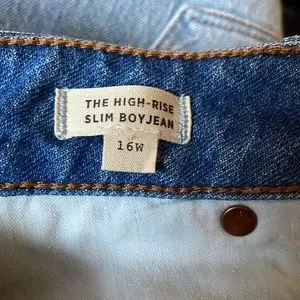 THE HIGH-RISE
SLIM BOYJEAN
16W